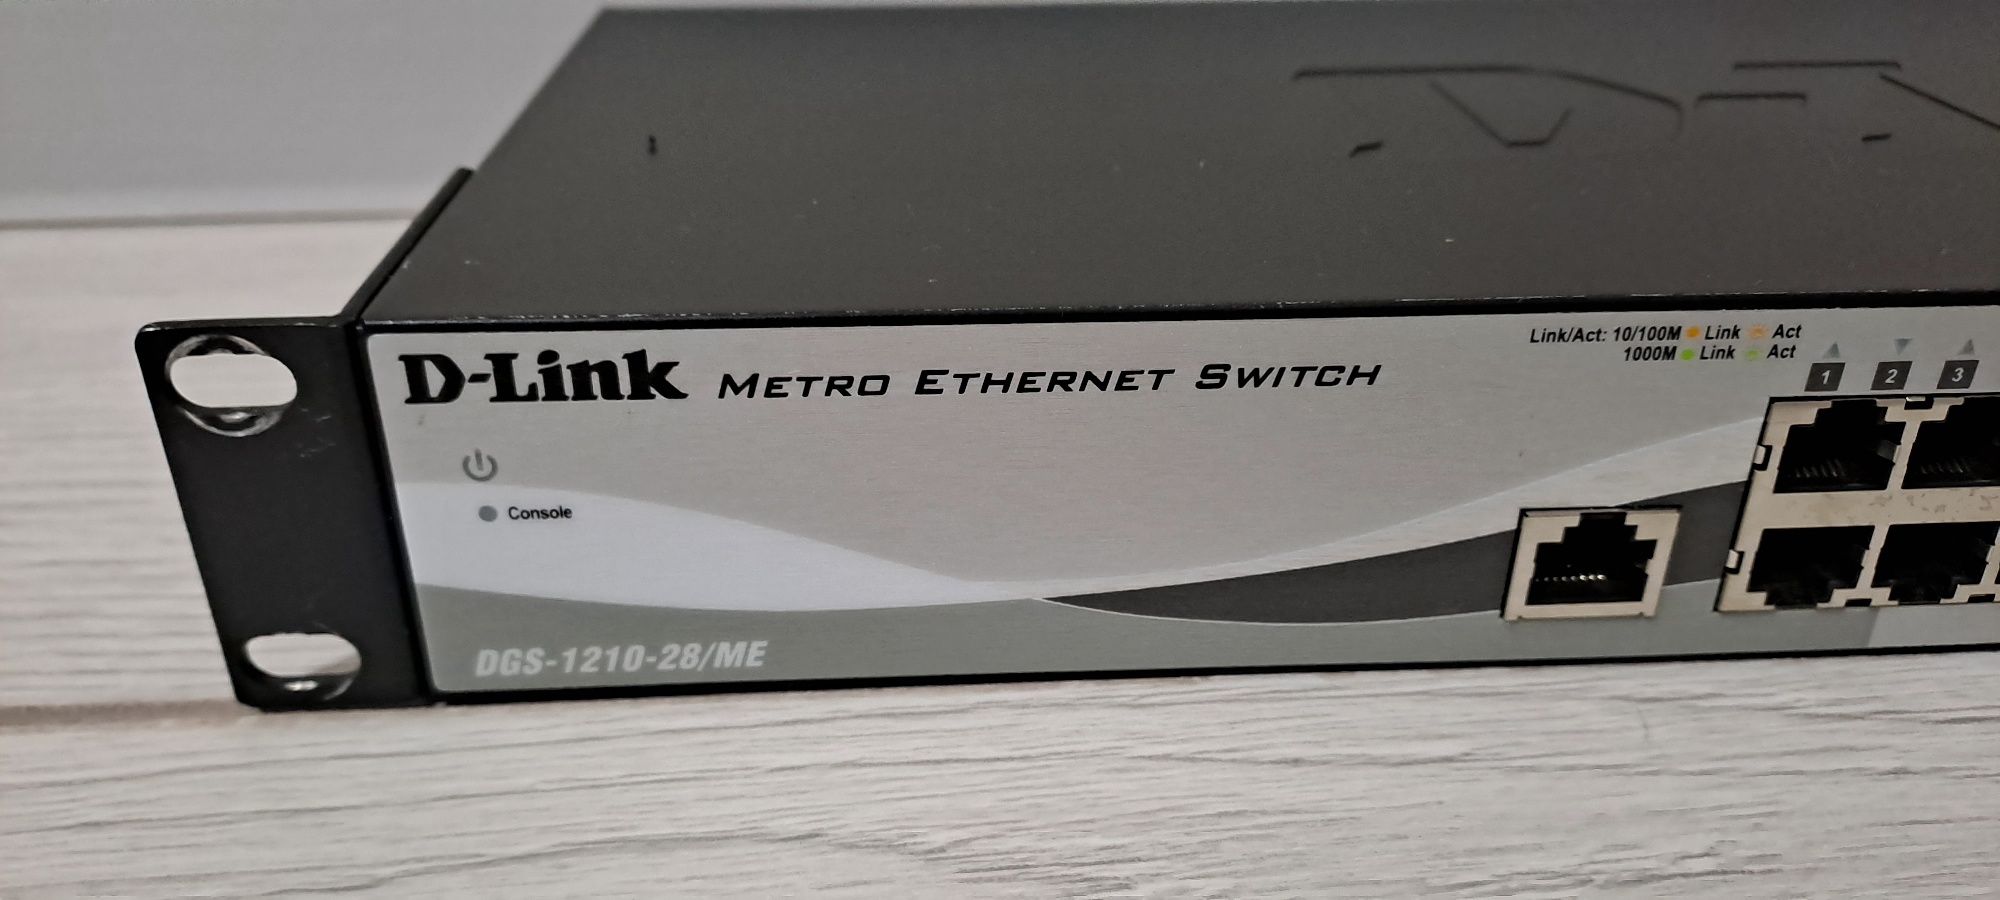 D-Link METRO ETHERNET SWITCH
Link/Act: 10/100M Link Act
1000M Link Act
1 2 3
Console
DGS-1210-28/ME